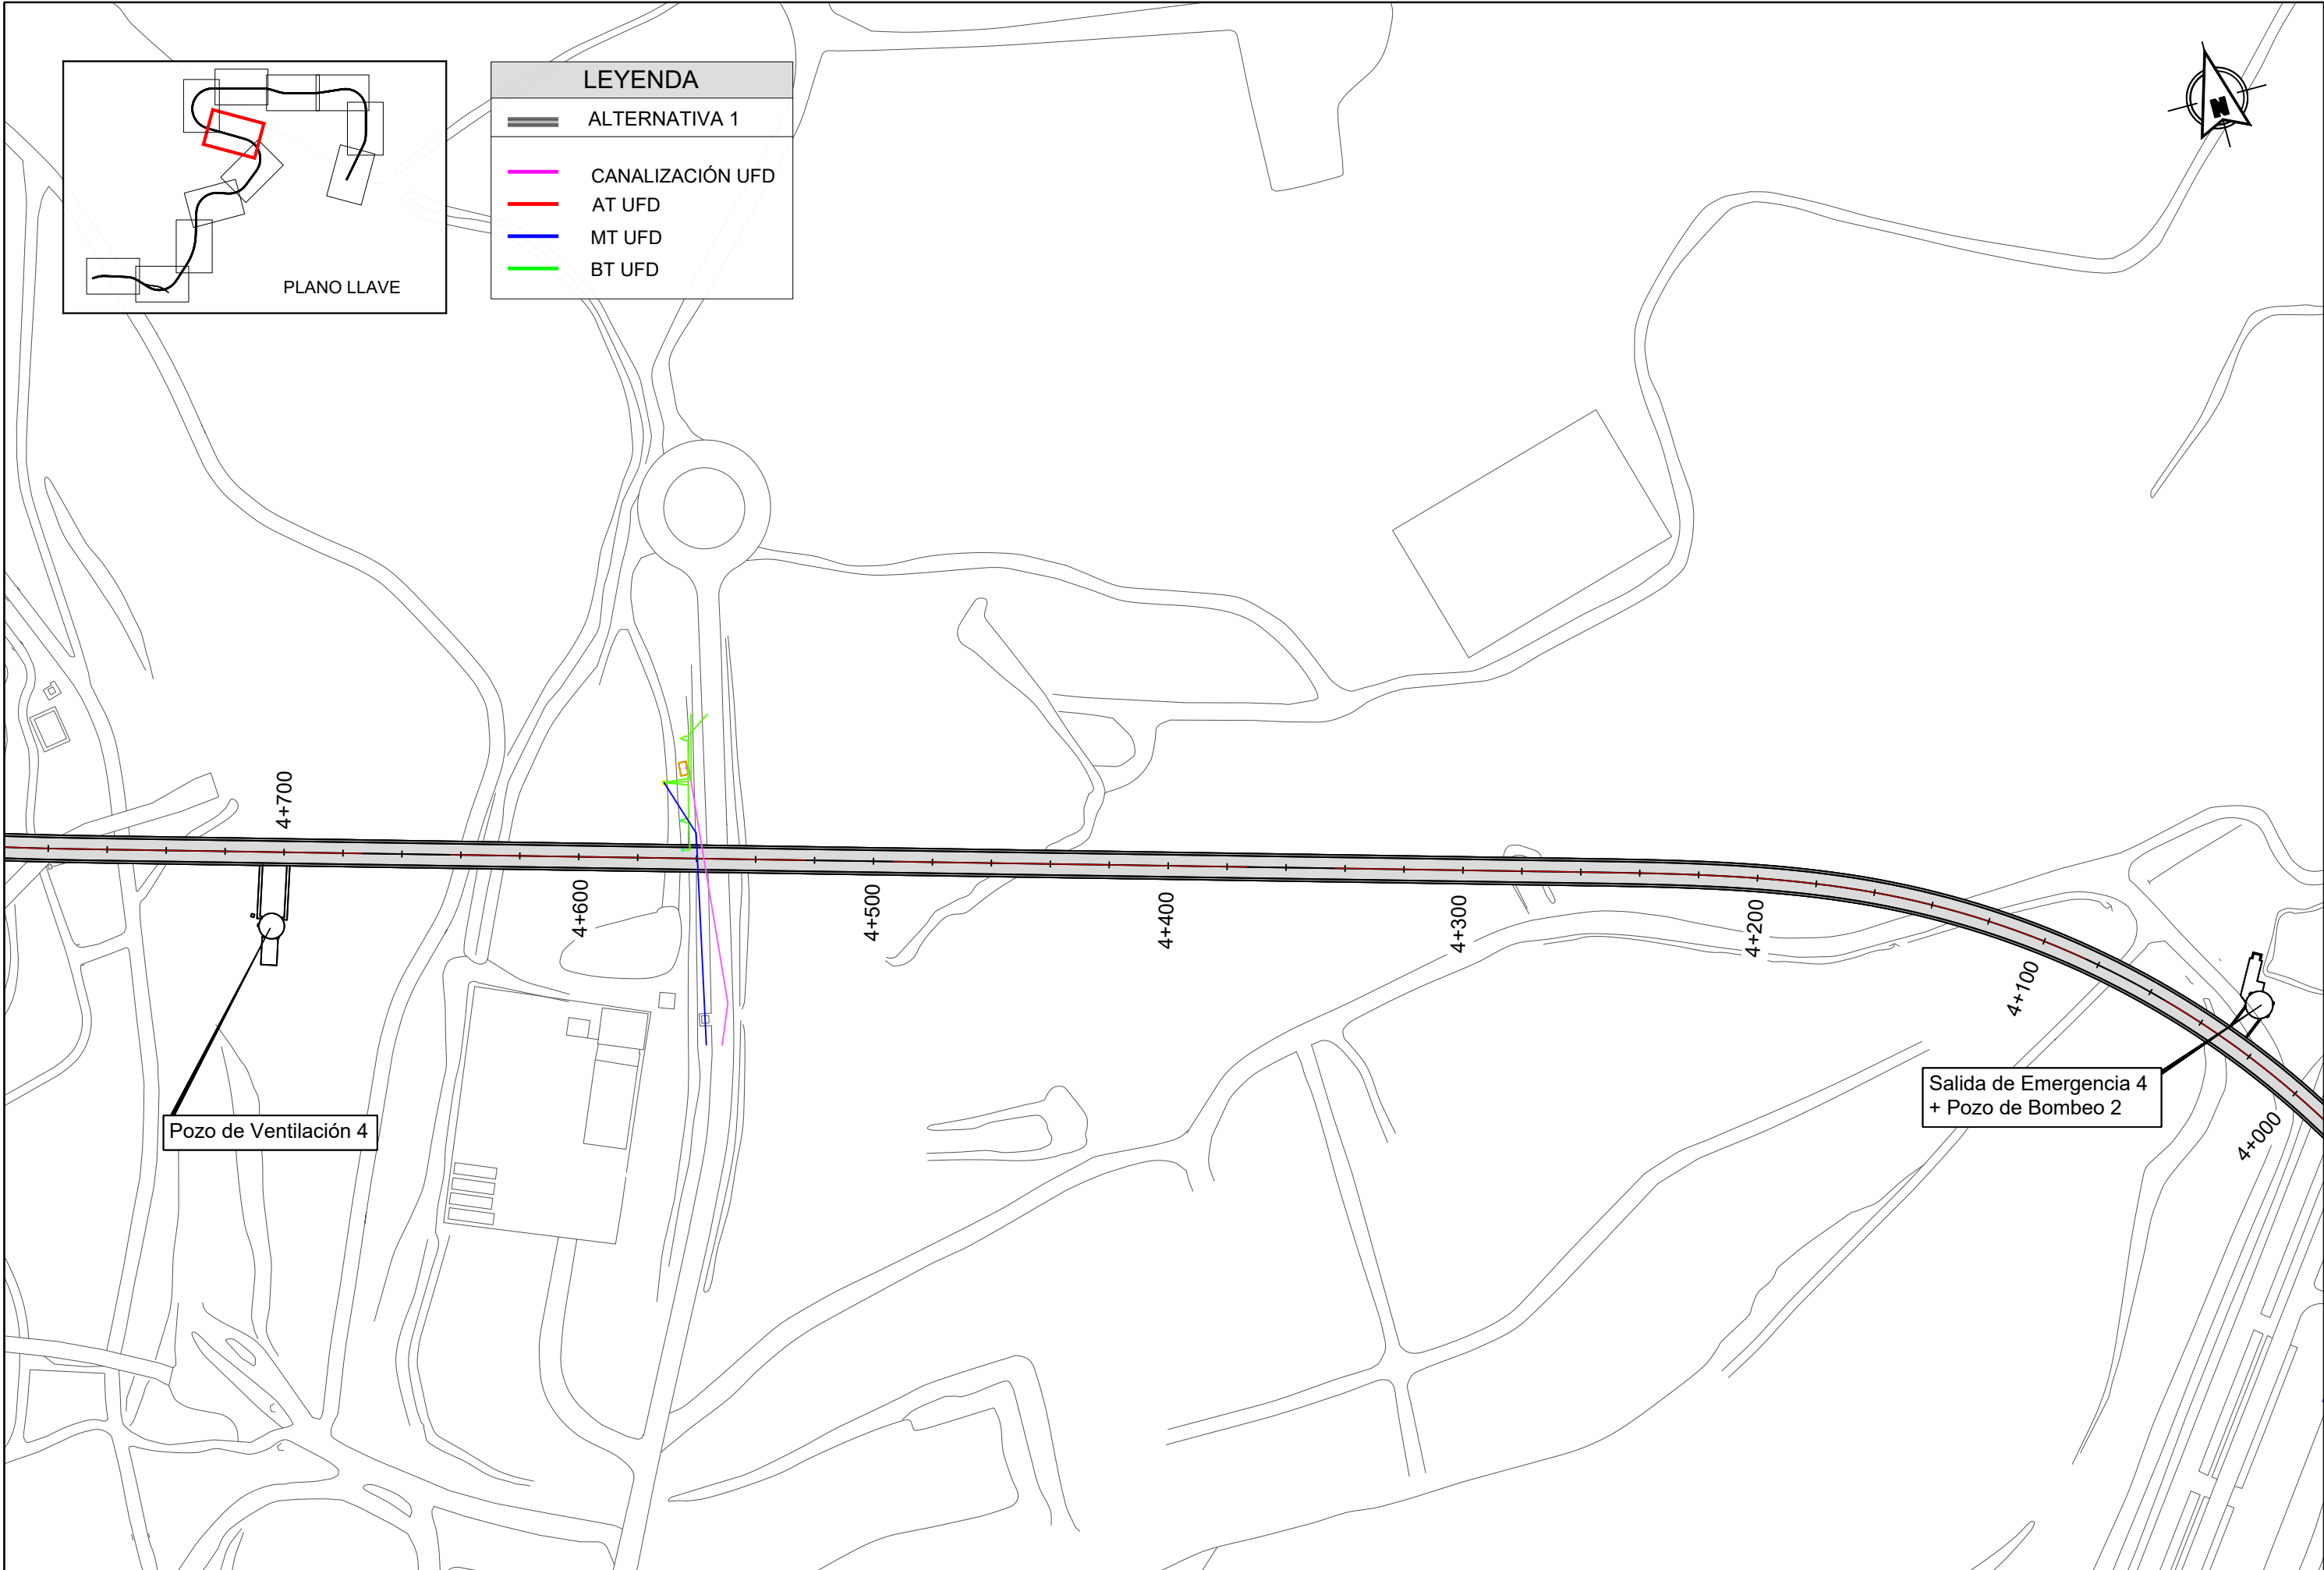 PLANO LLAVE
LEYENDA
ALTERNATIVA 1
CANALIZACIÓN UFD
AT UFD
MT UFD
BT UFD
N
4+700
4+600
4+500
4+400
4+300
4+200
4+100
4+000
Pozo de Ventilación 4
Salida de Emergencia 4
+ Pozo de Bombeo 2